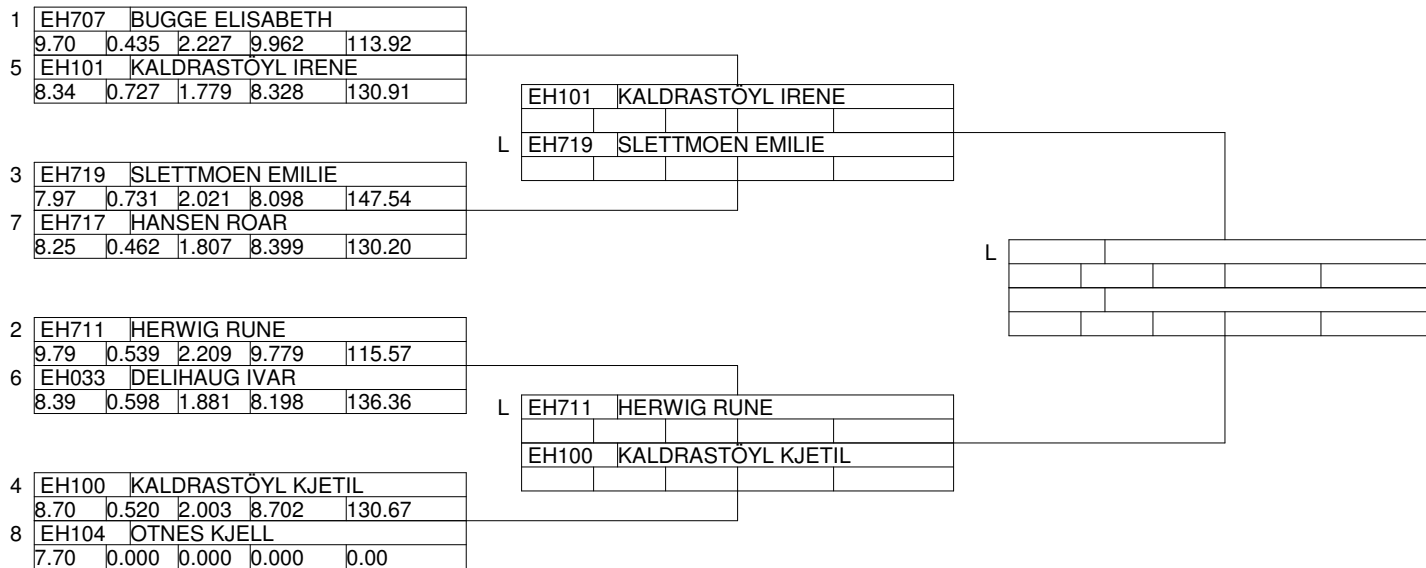 1 EH707 BUGGE ELISABETH
9.70 0.435 2.227 9.962 113.92
5 EH101 KALDRASTÖYL IRENE
8.34 0.727 1.779 8.328 130.91
EH101 KALDRASTÖYL IRENE
L EH719 SLETTMOEN EMILIE
3 EH719 SLETTMOEN EMILIE
7.97 0.731 2.021 8.098 147.54
7 EH717 HANSEN ROAR
8.25 0.462 1.807 8.399 130.20
L
2 EH711 HERWIG RUNE
9.79 0.539 2.209 9.779 115.57
6 EH033 DELIHAUG IVAR
8.39 0.598 1.881 8.198 136.36
L EH711 HERWIG RUNE
EH100 KALDRASTÖYL KJETIL
4 EH100 KALDRASTÖYL KJETIL
8.70 0.520 2.003 8.702 130.67
8 EH104 OTNES KJELL
7.70 0.000 0.000 0.000 0.00